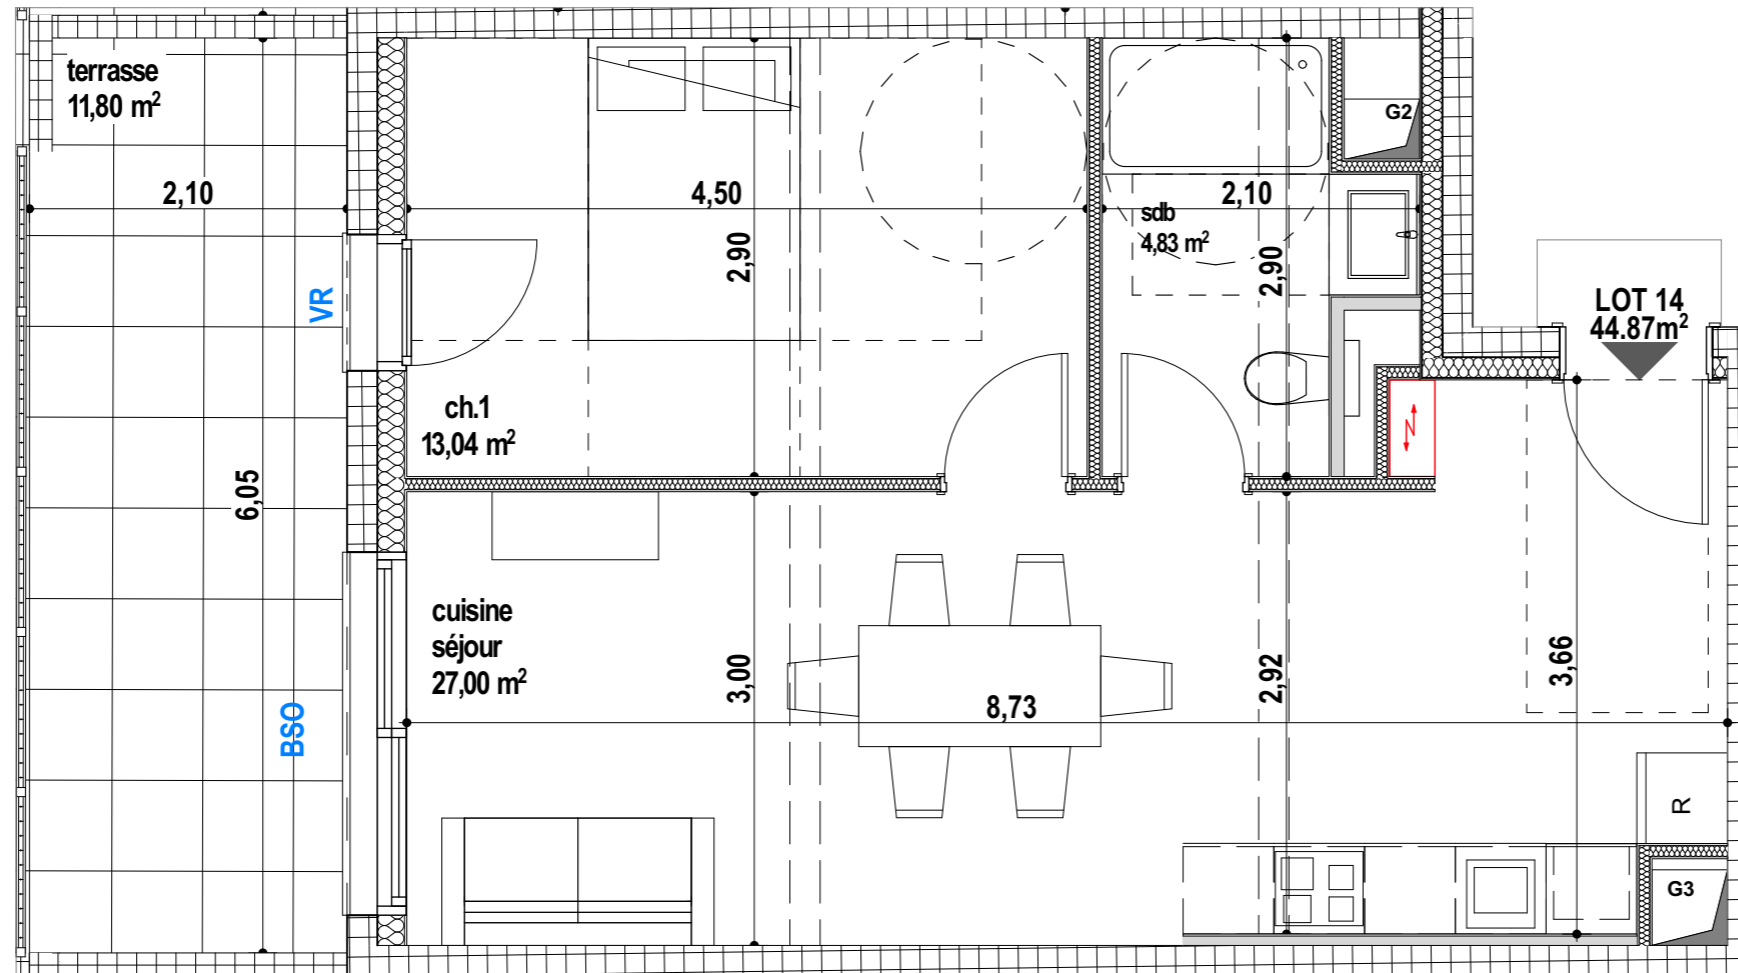 terrasse
11,80 m²
2,10
4,50
2,10
G2
sdb
4,83 m²
2,90
2,90
VR
LOT 14
44.87m²
ch.1
13,04 m²
6,05
cuisine
séjour
27,00 m²
3,00
8,73
2,92
3,66
BSO
R
G3